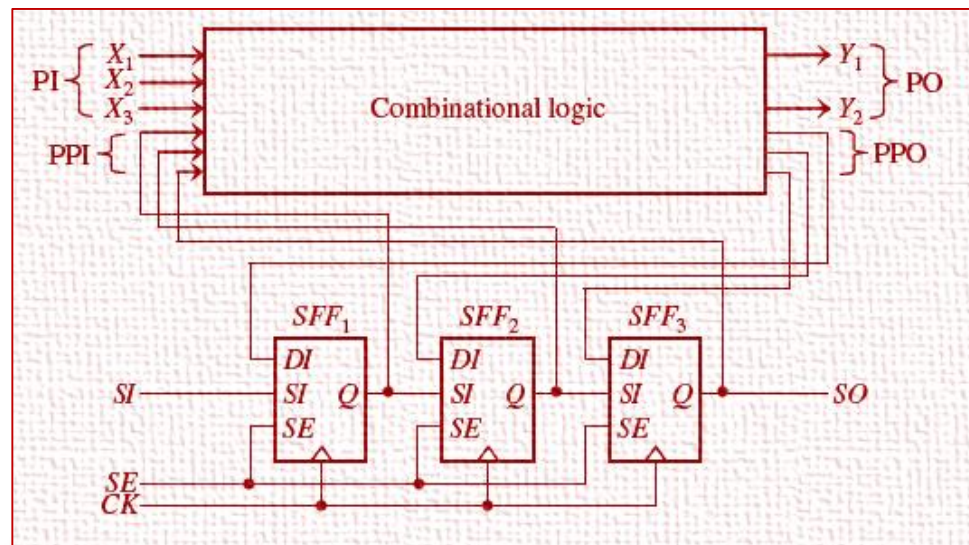 PI X₁ X₂ X₃
PPI
Combinational logic
Y₁ Y₂ PO
PPO
SFF₁ SFF₂ SFF₃
DI DI DI
SI SI Q SI Q SI Q SO
SE SE SE
SE
CK